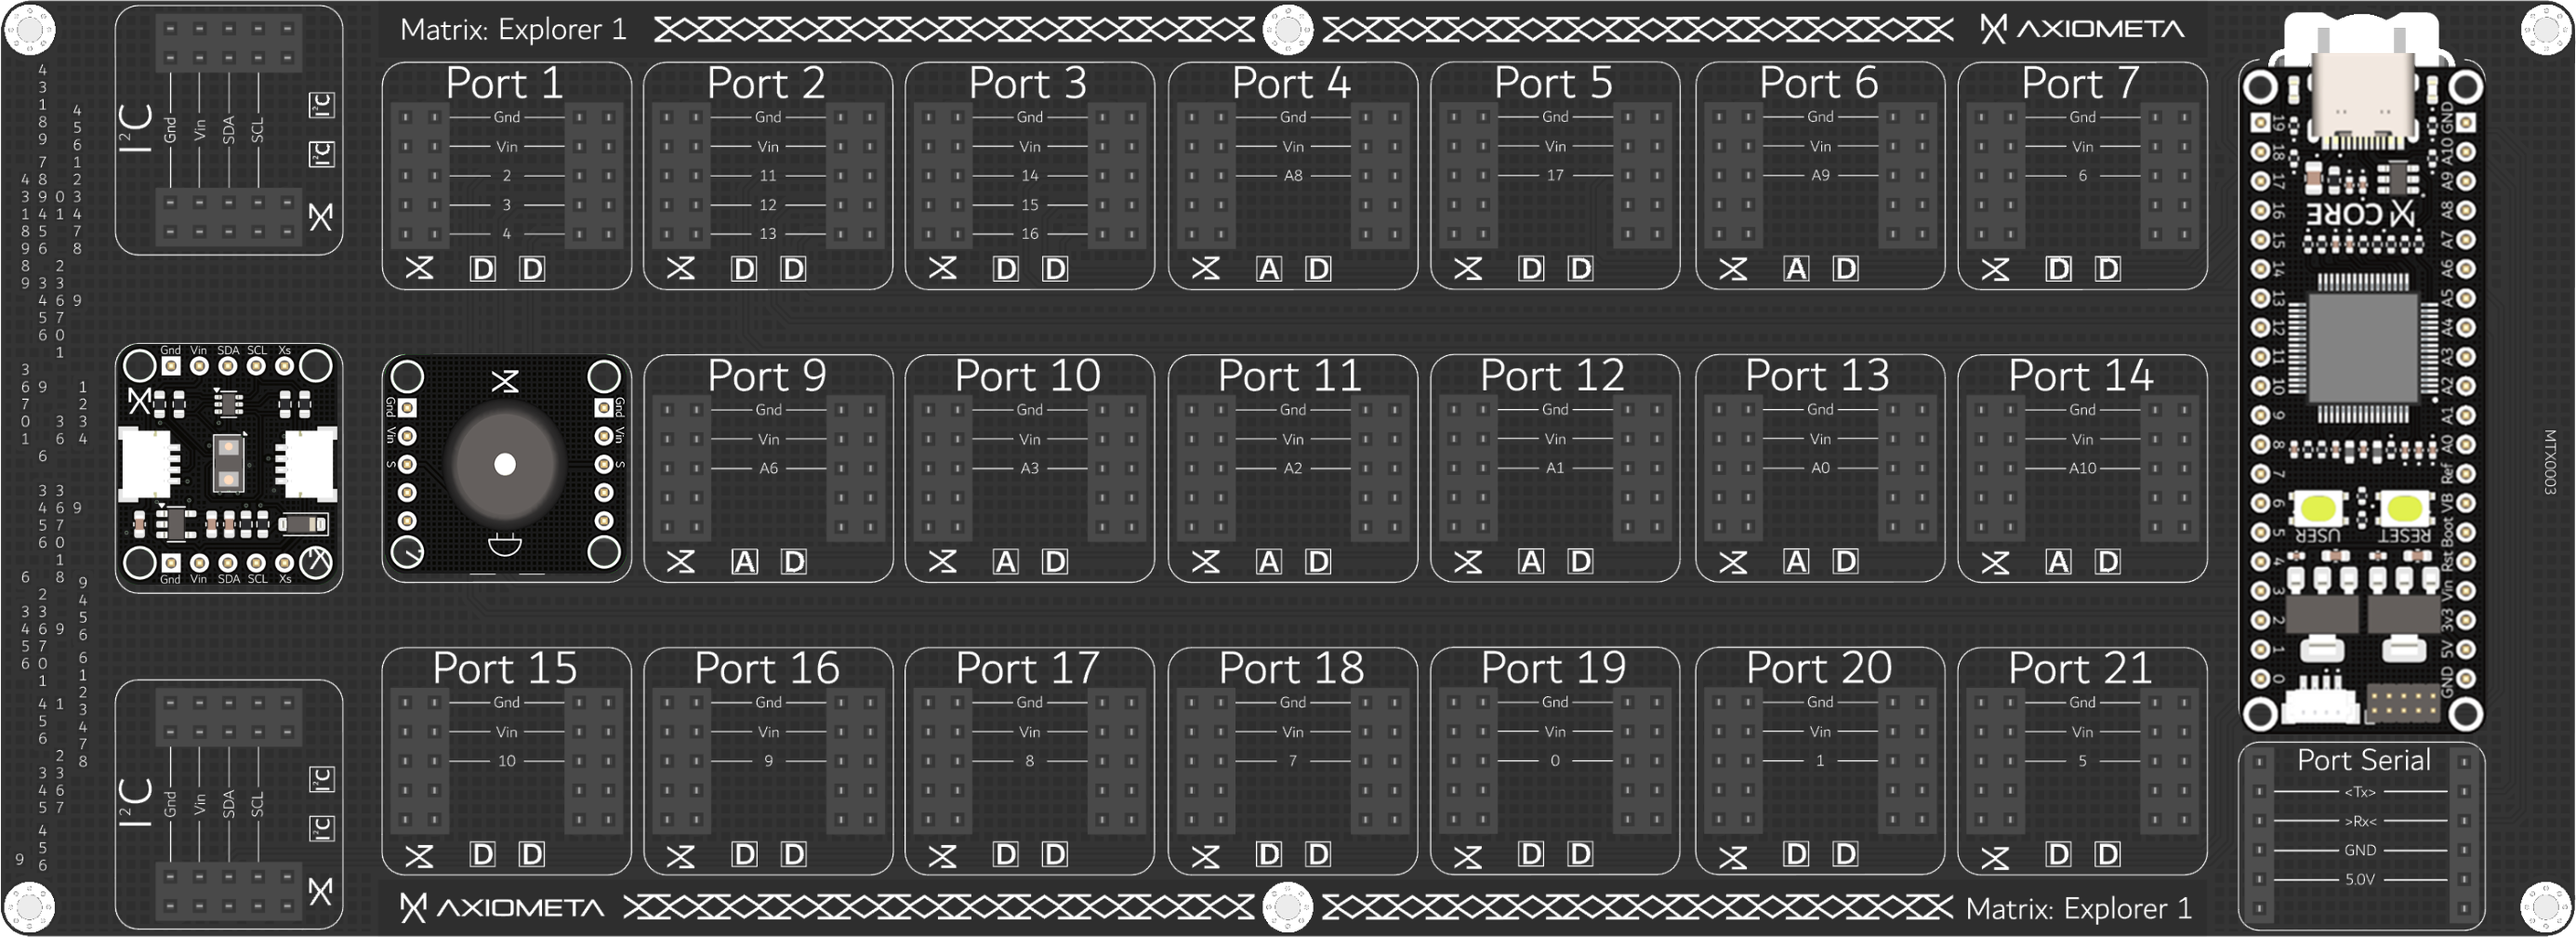 Matrix: Explorer 1
AXIOMETA
I²C
Gnd
Vin
SDA
SCL
I²C
I²C
Port 1
Gnd
Vin
2
3
4
D D
Port 2
Gnd
Vin
11
12
13
D D
Port 3
Gnd
Vin
14
15
16
D D
Port 4
Gnd
Vin
A8
A D
Port 5
Gnd
Vin
17
D D
Port 6
Gnd
Vin
A9
A D
Port 7
Gnd
Vin
6
D D
Gnd Vin SDA SCL Xs
Gnd Vin SDA SCL Xs
Gnd
Vin
S
Gnd
Vin
S
Port 9
Gnd
Vin
A6
A D
Port 10
Gnd
Vin
A3
A D
Port 11
Gnd
Vin
A2
A D
Port 12
Gnd
Vin
A1
A D
Port 13
Gnd
Vin
A0
A D
Port 14
Gnd
Vin
A10
A D
I²C
Gnd
Vin
SDA
SCL
I²C
I²C
Port 15
Gnd
Vin
10
D D
Port 16
Gnd
Vin
9
D D
Port 17
Gnd
Vin
8
D D
Port 18
Gnd
Vin
7
D D
Port 19
Gnd
Vin
0
D D
Port 20
Gnd
Vin
1
D D
Port 21
Gnd
Vin
5
D D
19 GND
18 A10
17 A9
16 A8
15 A7
14 A6
13 A5
12 A4
11 A3
10 A2
9 A1
8 A0
7 Ref
6 VB
5 Boot
4 Rst
3 Vin
2 3v3
1 5V
0 GND
CORE
USER
RESET
Port Serial
<Tx>
>Rx<
GND
5.0V
MTX0003
AXIOMETA
Matrix: Explorer 1